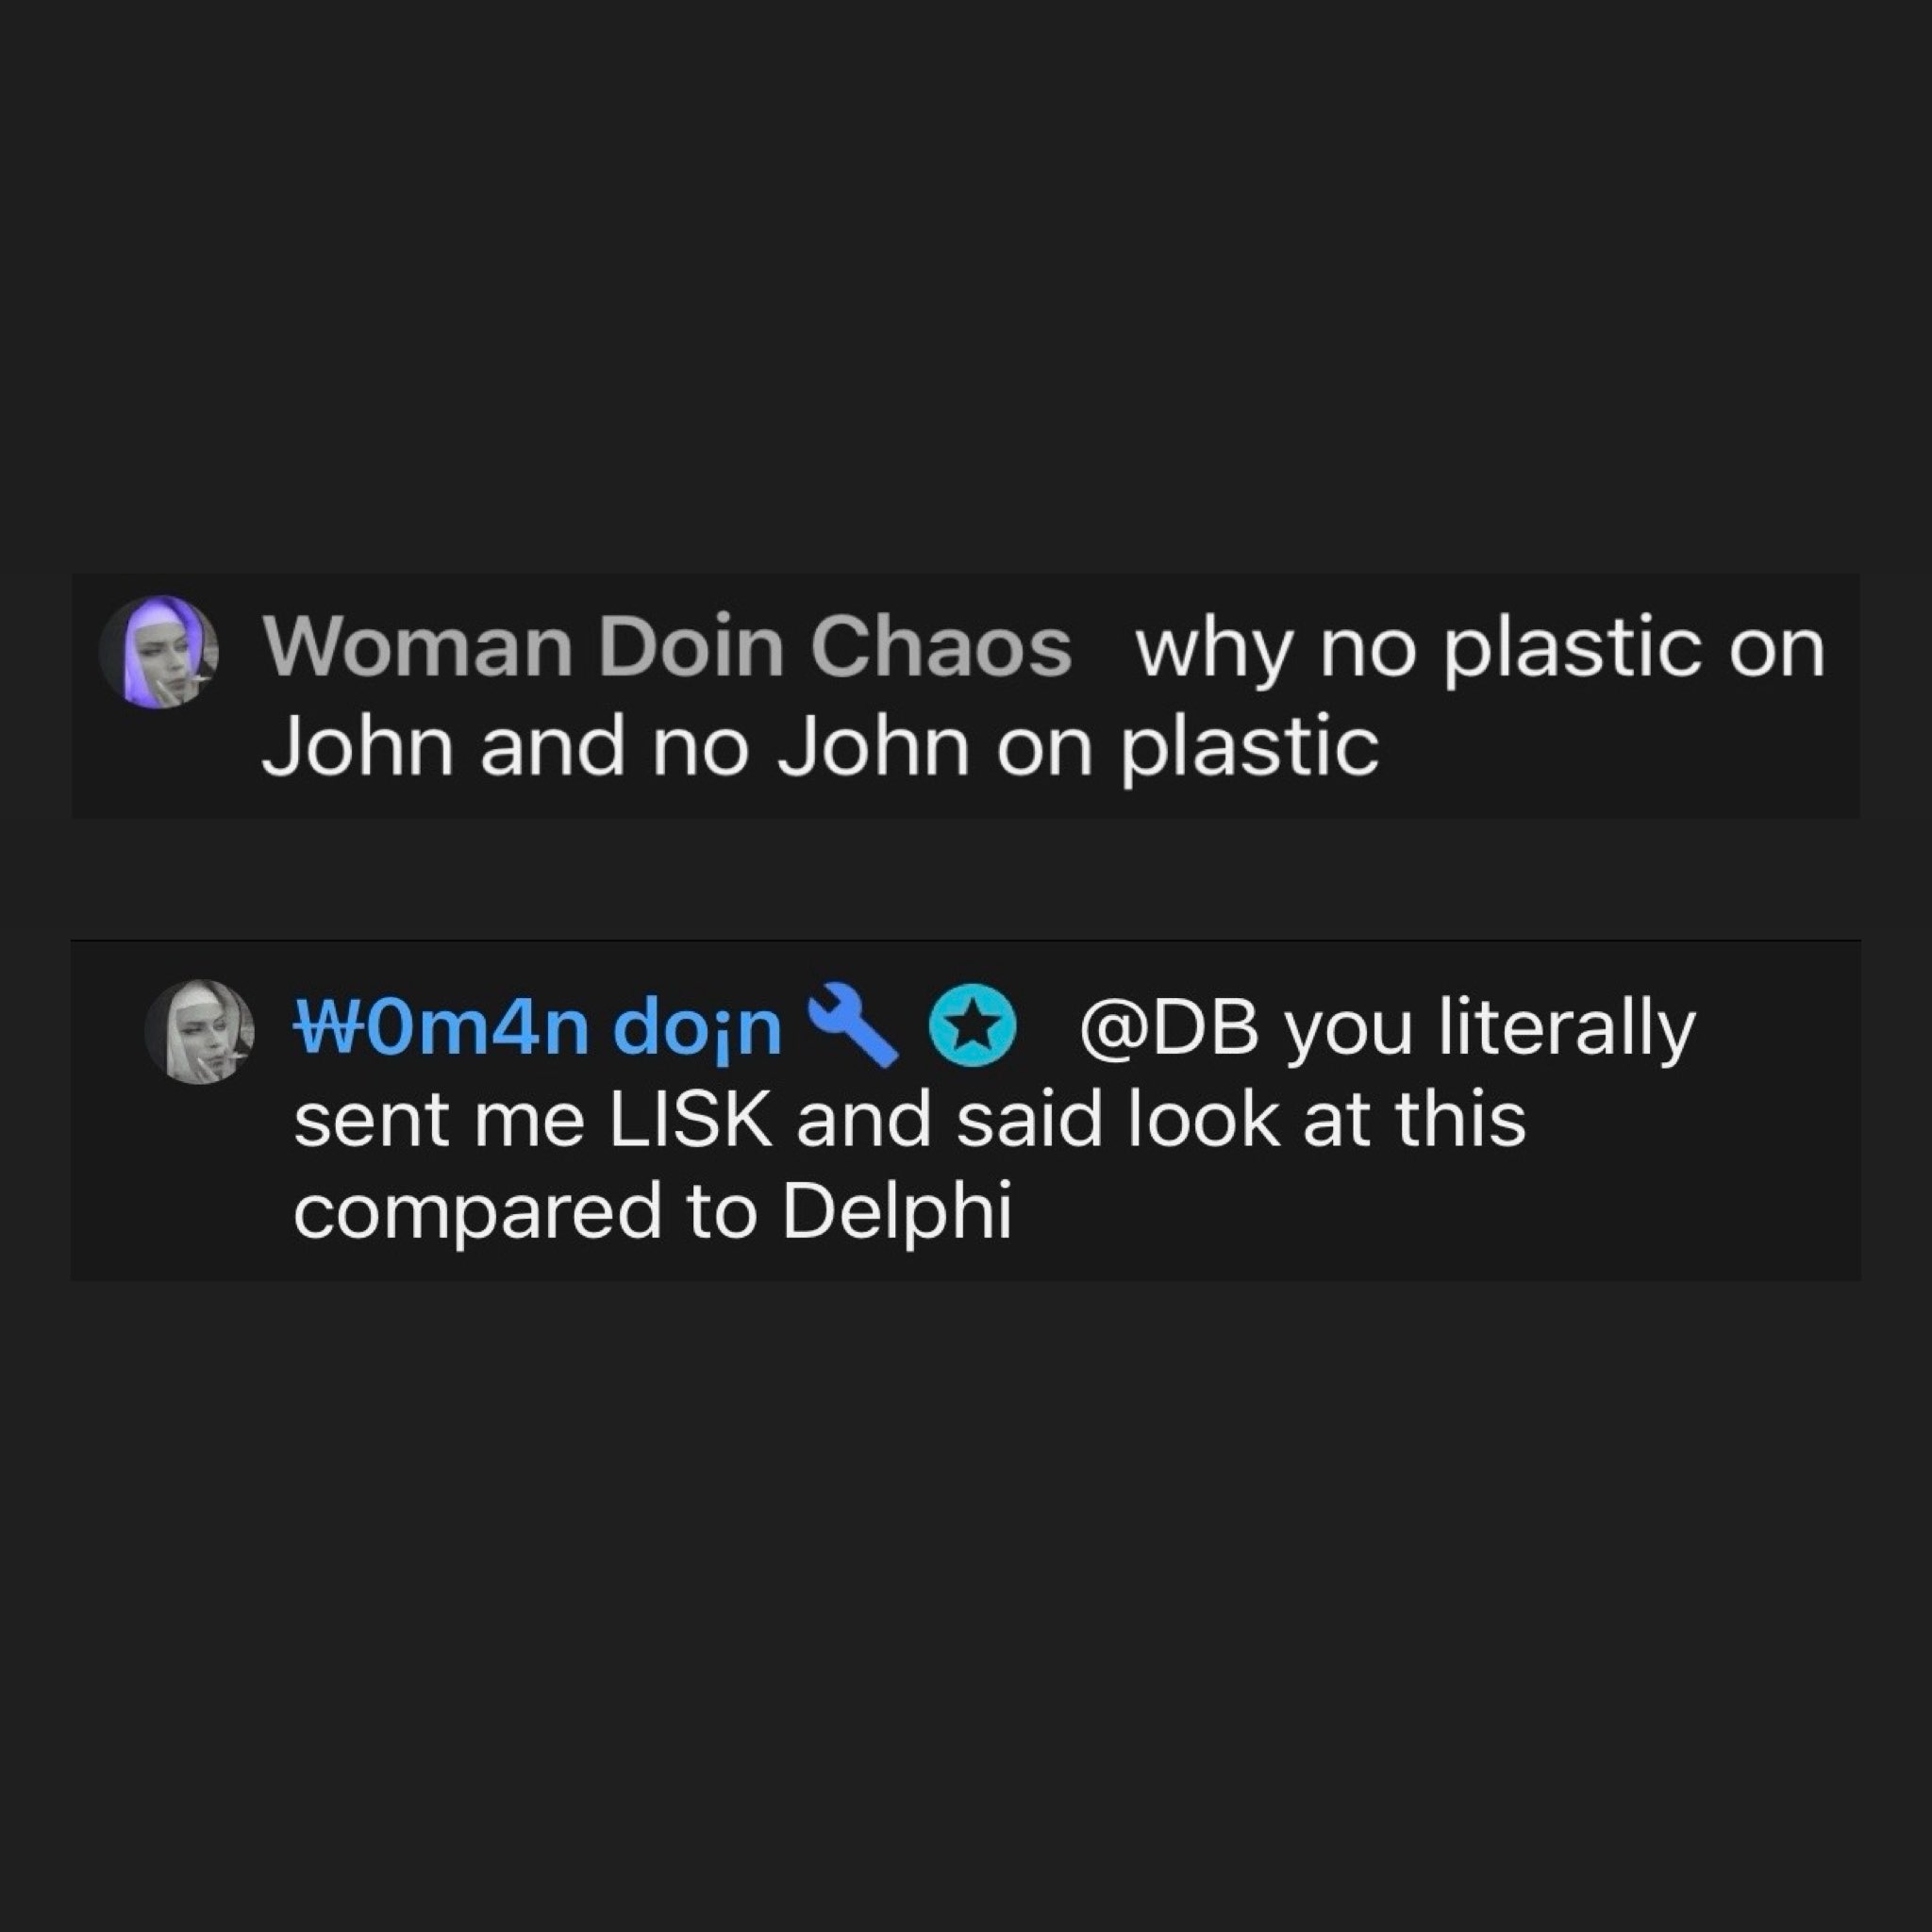 Woman Doin Chaos why no plastic on
John and no John on plastic
₩0m4n do¡n @DB you literally
sent me LISK and said look at this
compared to Delphi